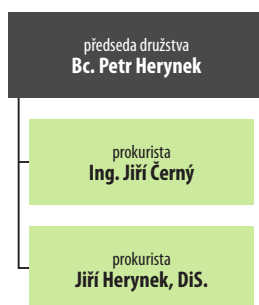 předseda družstva
Bc. Petr Herynek
prokurista
Ing. Jiří Černý
prokurista
Jiří Herynek, DiS.